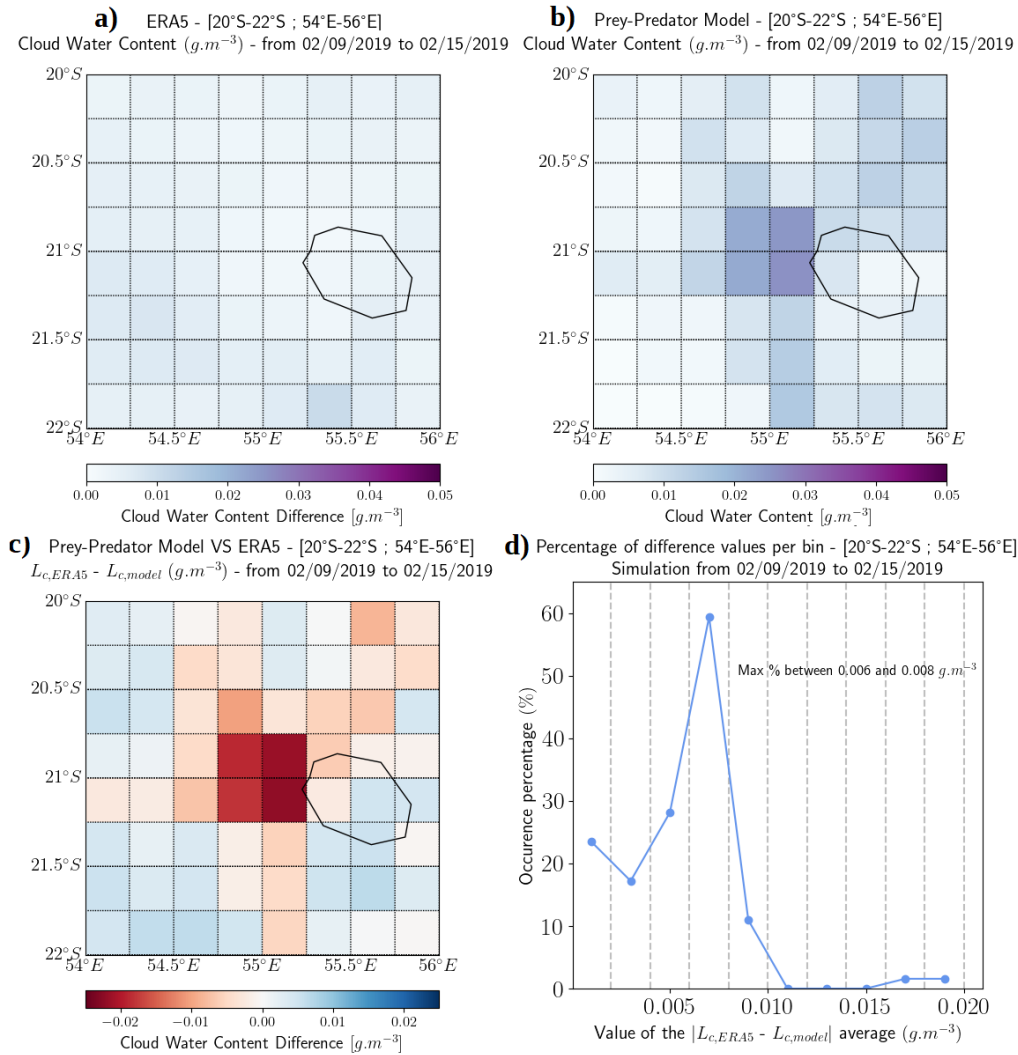 a) ERA5 - [20°S-22°S ; 54°E-56°E]
Cloud Water Content (g.m⁻³) - from 02/09/2019 to 02/15/2019
20°S
20.5°S
21°S
21.5°S
22°S
54°E 54.5°E 55°E 55.5°E 56°E
0.00 0.01 0.02 0.03 0.04 0.05
Cloud Water Content Difference [g.m⁻³]
b) Prey-Predator Model - [20°S-22°S ; 54°E-56°E]
Cloud Water Content (g.m⁻³) - from 02/09/2019 to 02/15/2019
20°S
20.5°S
21°S
21.5°S
22°S
54°E 54.5°E 55°E 55.5°E 56°E
0.00 0.01 0.02 0.03 0.04 0.05
Cloud Water Content [g.m⁻³]
c) Prey-Predator Model VS ERA5 - [20°S-22°S ; 54°E-56°E]
L_{c,ERA5} - L_{c,model} (g.m⁻³) - from 02/09/2019 to 02/15/2019
20°S
20.5°S
21°S
21.5°S
22°S
54°E 54.5°E 55°E 55.5°E 56°E
−0.02 −0.01 0.00 0.01 0.02
Cloud Water Content Difference [g.m⁻³]
d) Percentage of difference values per bin - [20°S-22°S ; 54°E-56°E]
Simulation from 02/09/2019 to 02/15/2019
Occurence percentage (%)
60
50
40
30
20
10
0
Max % between 0.006 and 0.008 g.m⁻³
0.005 0.010 0.015 0.020
Value of the |L_{c,ERA5} - L_{c,model}| average (g.m⁻³)